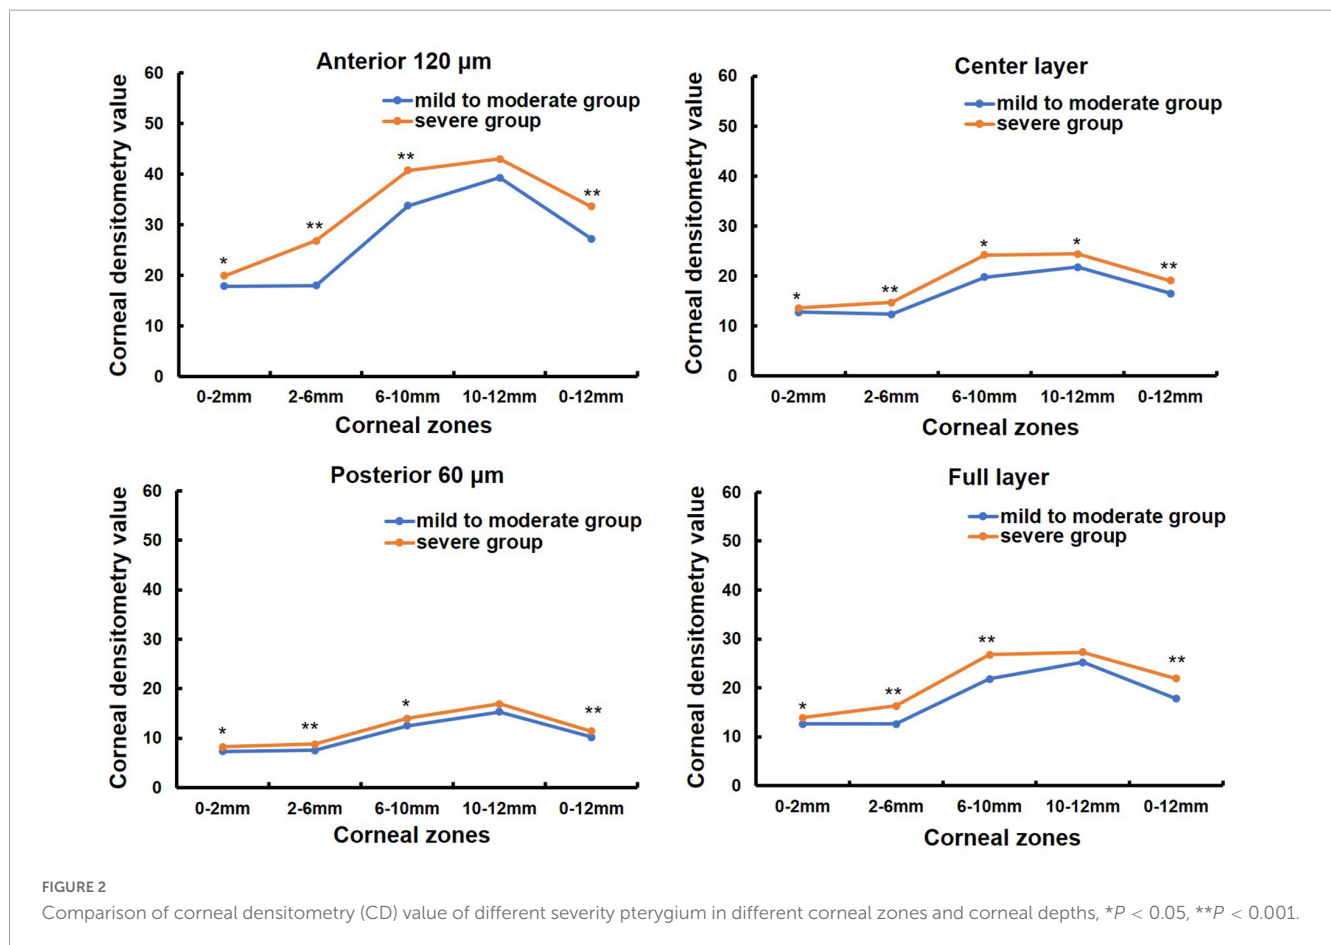 Anterior 120 µm
Corneal densitometry value
60
50
40
30
20
10
0
mild to moderate group
severe group
*
**
**
**
0-2mm 2-6mm 6-10mm 10-12mm 0-12mm
Corneal zones
Center layer
Corneal densitometry value
60
50
40
30
20
10
0
mild to moderate group
severe group
*
**
*
*
**
0-2mm 2-6mm 6-10mm 10-12mm 0-12mm
Corneal zones
Posterior 60 µm
Corneal densitometry value
60
50
40
30
20
10
0
mild to moderate group
severe group
*
**
*
**
0-2mm 2-6mm 6-10mm 10-12mm 0-12mm
Corneal zones
Full layer
Corneal densitometry value
60
50
40
30
20
10
0
mild to moderate group
severe group
*
**
**
**
0-2mm 2-6mm 6-10mm 10-12mm 0-12mm
Corneal zones
FIGURE 2
Comparison of corneal densitometry (CD) value of different severity pterygium in different corneal zones and corneal depths, *P < 0.05, **P < 0.001.